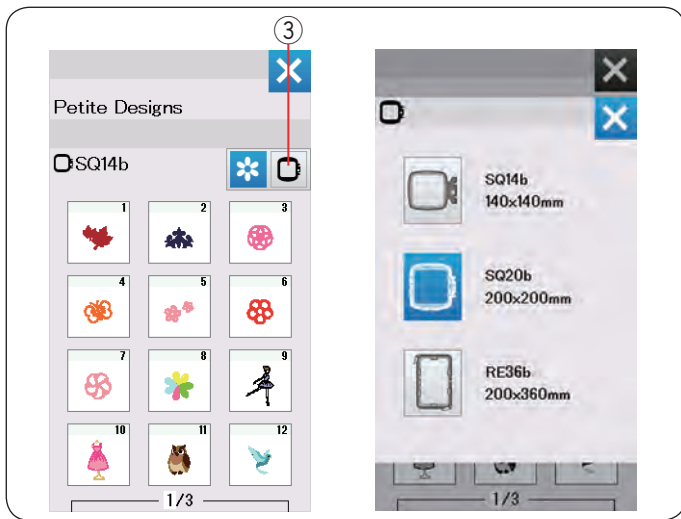 ③
Petite Designs
SQ14b
1 2 3
4 5 6
7 8 9
10 11 12
1/3
SQ14b
140x140mm
SQ20b
200x200mm
RE36b
200x360mm
1/3